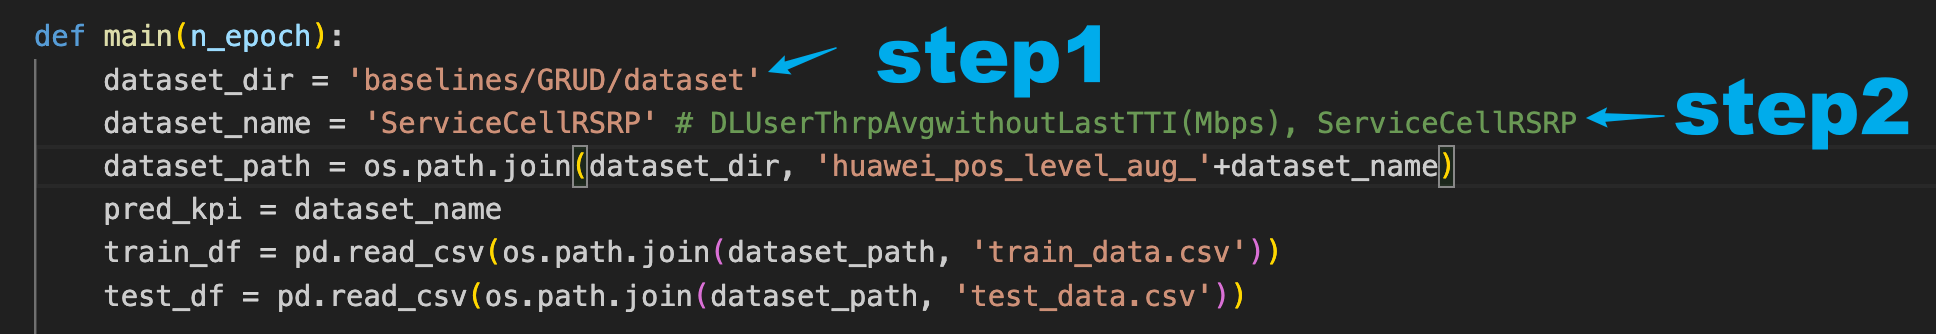 def main(n_epoch):
dataset_dir = 'baselines/GRUD/dataset' step1
dataset_name = 'ServiceCellRSRP' # DLUserThrpAvgwithoutLastTTI(Mbps), ServiceCellRSRP step2
dataset_path = os.path.join(dataset_dir, 'huawei_pos_level_aug_'+dataset_name)
pred_kpi = dataset_name
train_df = pd.read_csv(os.path.join(dataset_path, 'train_data.csv'))
test_df = pd.read_csv(os.path.join(dataset_path, 'test_data.csv'))